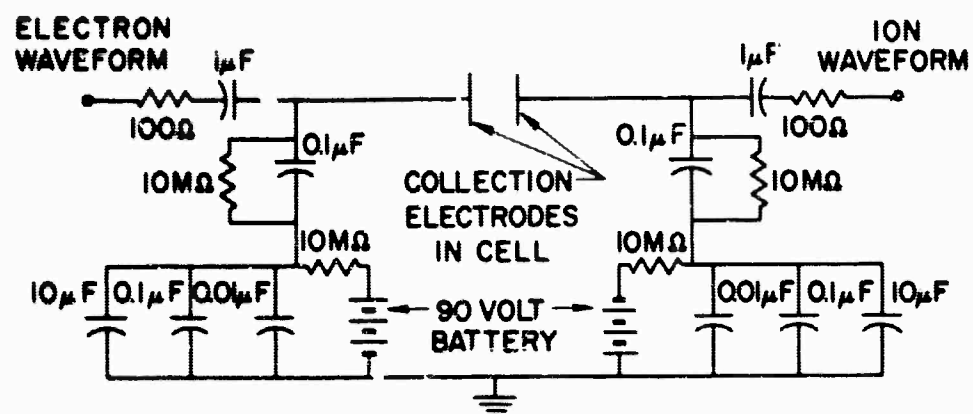 ELECTRON
WAVEFORM
1μF
100Ω
0.1μF
10MΩ
10MΩ
10μF
0.1μF
0.01μF
COLLECTION
ELECTRODES
IN CELL
90 VOLT
BATTERY
ION
WAVEFORM
1μF
100Ω
0.1μF
10MΩ
10MΩ
0.01μF
0.1μF
10μF